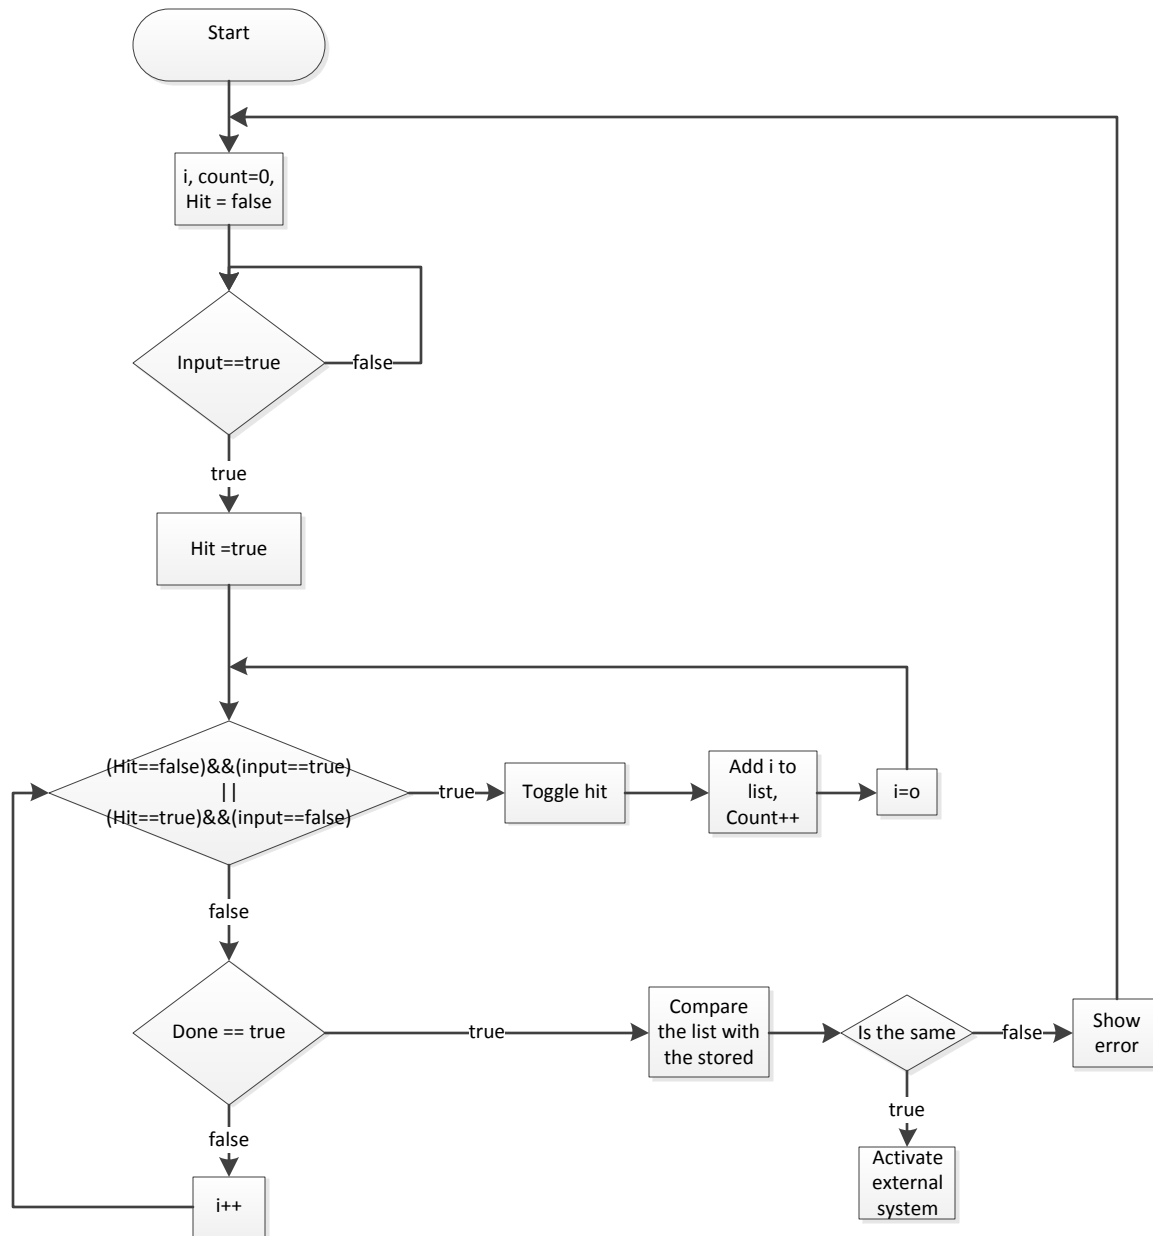 Start
i, count=0,
Hit = false
Input==true
false
true
Hit =true
(Hit==false)&&(input==true)
||
(Hit==true)&&(input==false)
true
Toggle hit
Add i to
list,
Count++
i=o
false
Done == true
true
Compare
the list with
the stored
Is the same
false
Show
error
true
Activate
external
system
false
i++